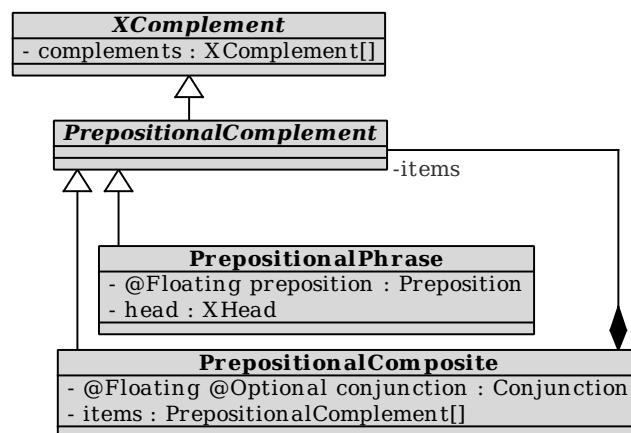 XComplement
- complements : XComplement[]
PrepositionalComplement
-items
PrepositionalPhrase
- @Floating preposition : Preposition
- head : XHead
PrepositionalComposite
- @Floating @Optional conjunction : Conjunction
- items : PrepositionalComplement[]